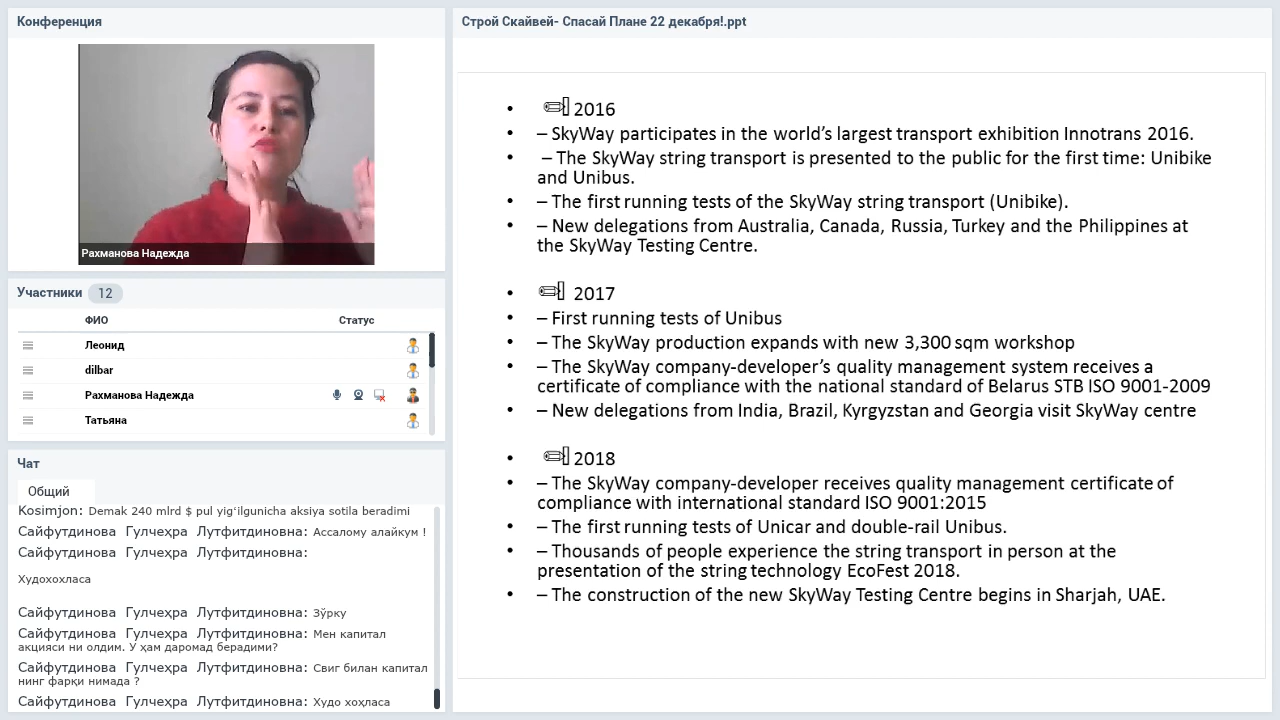 Конференция
Рахманова Надежда
Участники 12
ФИО Статус
Леонид
dilbar
Рахманова Надежда
Татьяна
Чат
Общий
Kosimjon: Demak 240 mlrd $ pul yig‘ilgunicha aksiya sotila beradimi
Сайфутдинова Гулчеҳра Лутфитдиновна: Ассалому алайкум !
Сайфутдинова Гулчеҳра Лутфитдиновна:
Худохохласа
Сайфутдинова Гулчеҳра Лутфитдиновна: Зўрку
Сайфутдинова Гулчеҳра Лутфитдиновна: Мен капитал
акцияси ни олдим. У ҳам даромад берадими?
Сайфутдинова Гулчеҳра Лутфитдиновна: Свиг билан капитал
нинг фарқи нимада ?
Сайфутдинова Гулчеҳра Лутфитдиновна: Худо хоҳласа
Строй Скайвей- Спасай Плане 22 декабря!.ppt
• 2016
• – SkyWay participates in the world’s largest transport exhibition Innotrans 2016.
• – The SkyWay string transport is presented to the public for the first time: Unibike
and Unibus.
• – The first running tests of the SkyWay string transport (Unibike).
• – New delegations from Australia, Canada, Russia, Turkey and the Philippines at
the SkyWay Testing Centre.
• 2017
• – First running tests of Unibus
• – The SkyWay production expands with new 3,300 sqm workshop
• – The SkyWay company-developer’s quality management system receives a
certificate of compliance with the national standard of Belarus STB ISO 9001-2009
• – New delegations from India, Brazil, Kyrgyzstan and Georgia visit SkyWay centre
• 2018
• – The SkyWay company-developer receives quality management certificate of
compliance with international standard ISO 9001:2015
• – The first running tests of Unicar and double-rail Unibus.
• – Thousands of people experience the string transport in person at the
presentation of the string technology EcoFest 2018.
• – The construction of the new SkyWay Testing Centre begins in Sharjah, UAE.